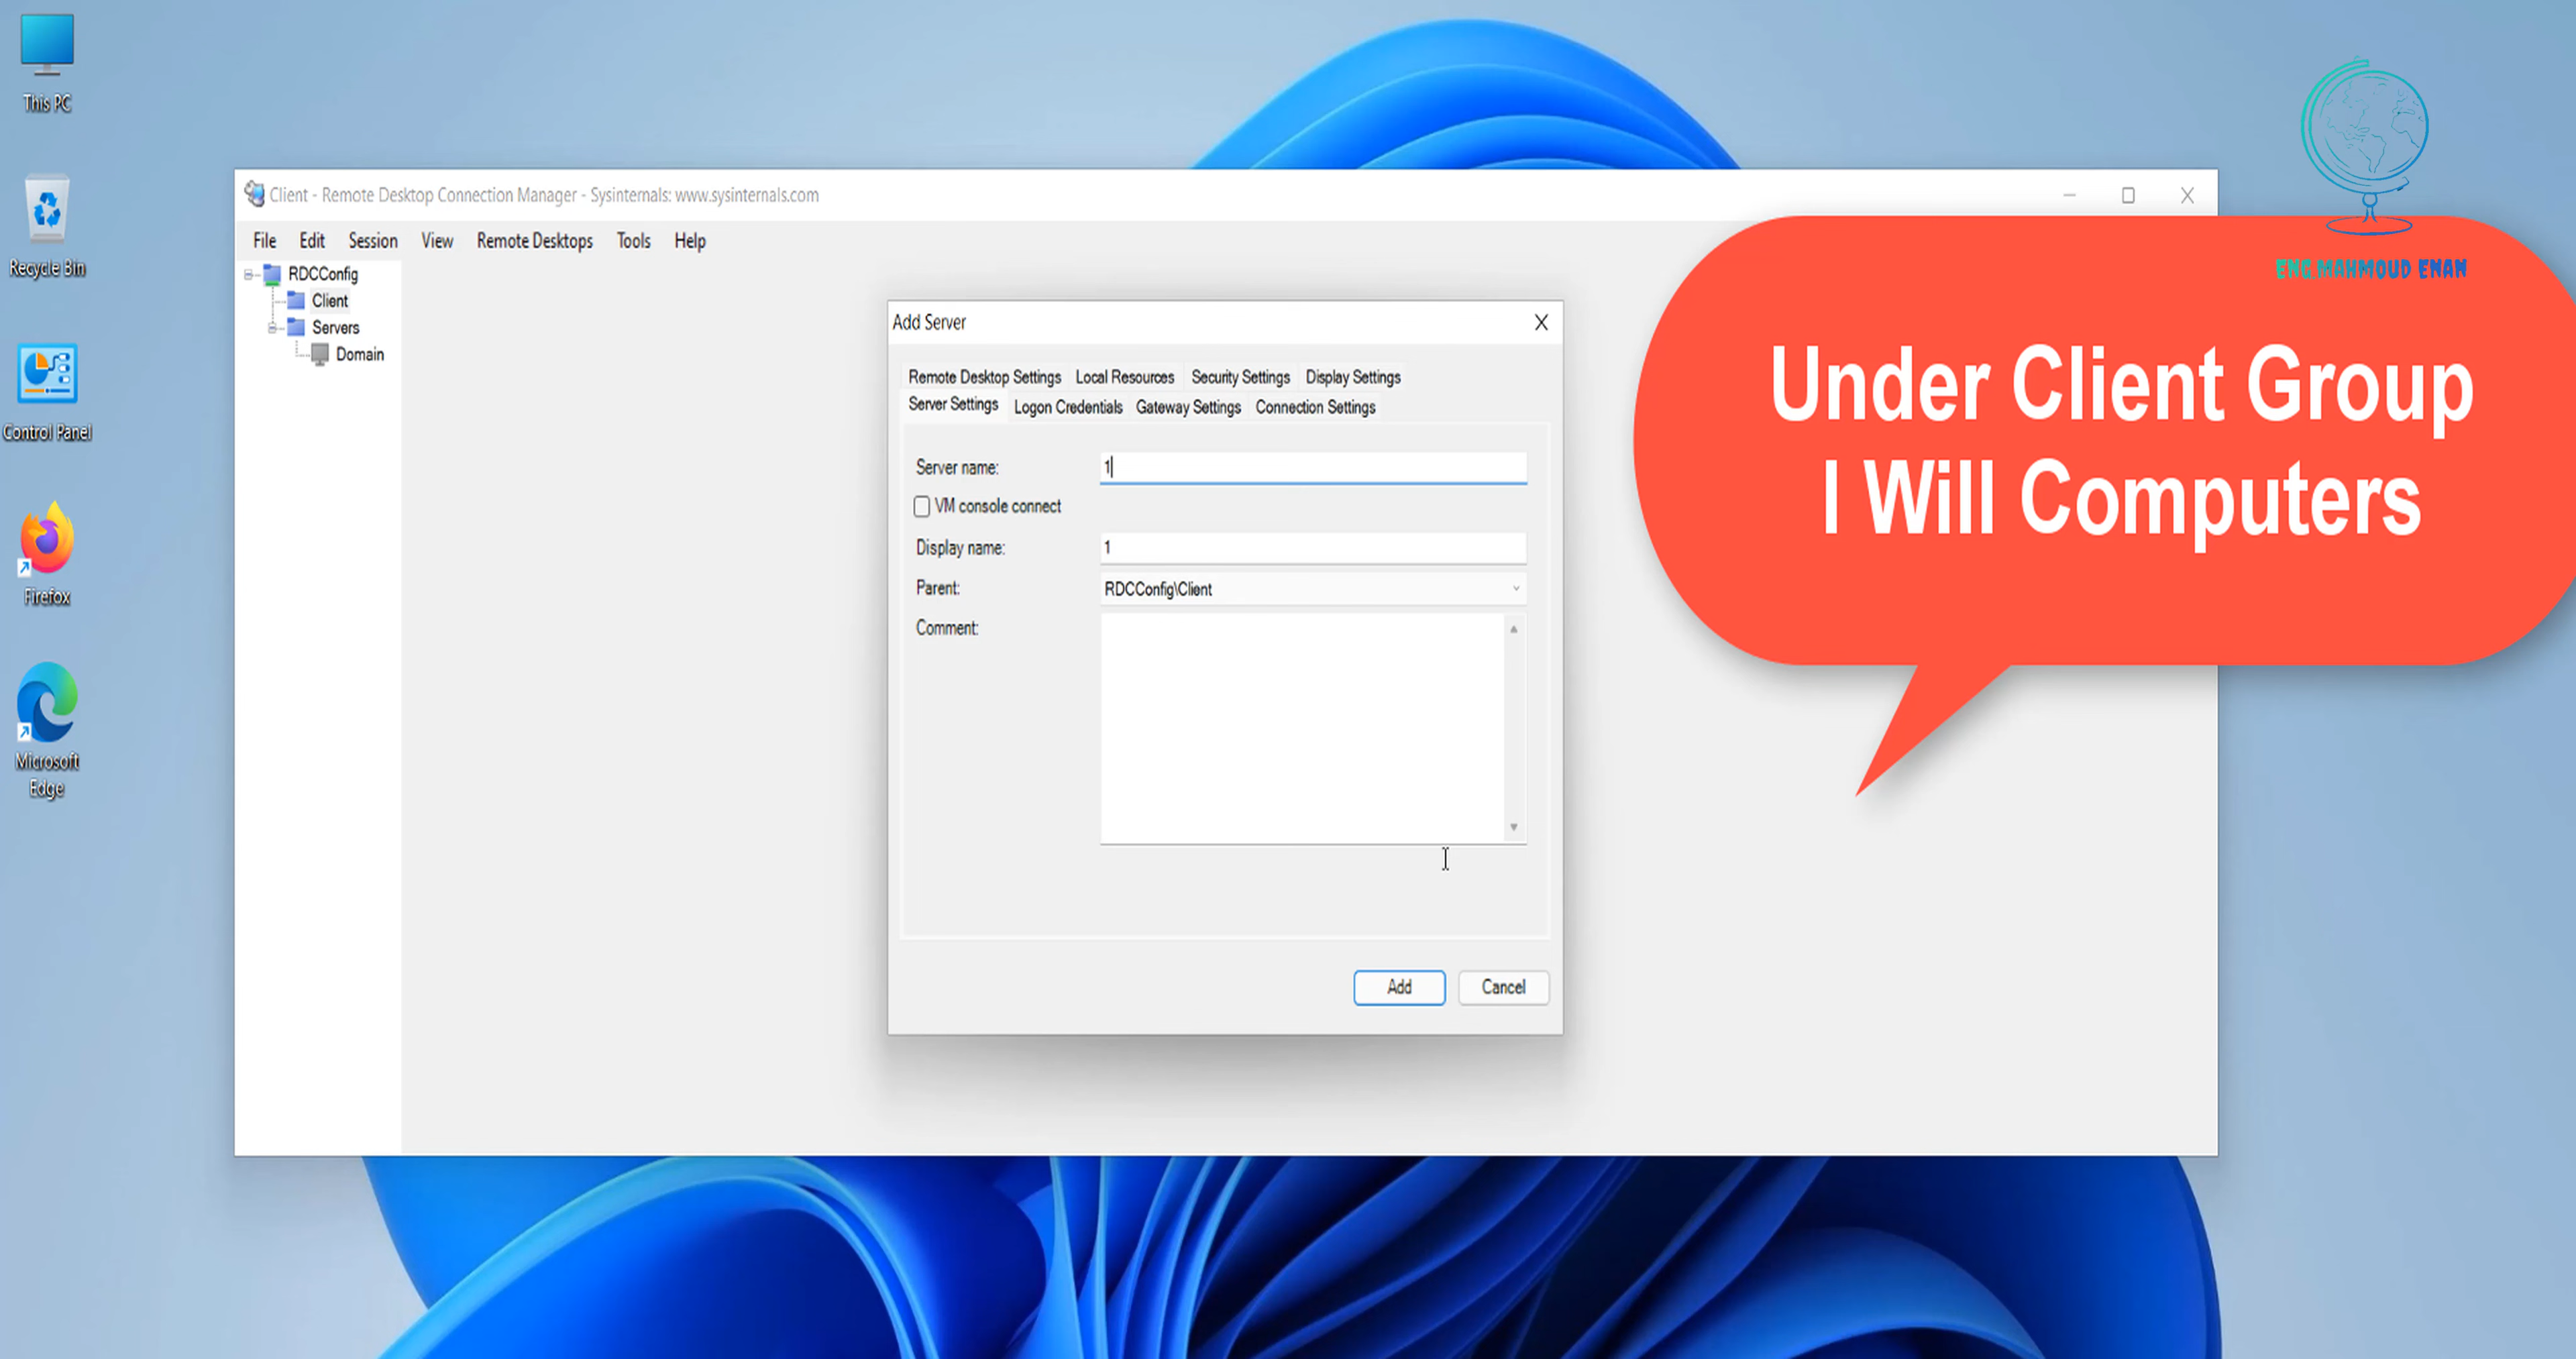 This PC
Recycle Bin
Control Panel
Firefox
Microsoft
Edge
Client - Remote Desktop Connection Manager - Sysinternals: www.sysinternals.com
File Edit Session View Remote Desktops Tools Help
RDCConfig
Client
Servers
Domain
Add Server
Remote Desktop Settings Local Resources Security Settings Display Settings
Server Settings Logon Credentials Gateway Settings Connection Settings
Server name: 1
VM console connect
Display name: 1
Parent: RDCConfig\Client
Comment:
Add Cancel
ENG.MAHMOUD ENAN
Under Client Group
I Will Computers